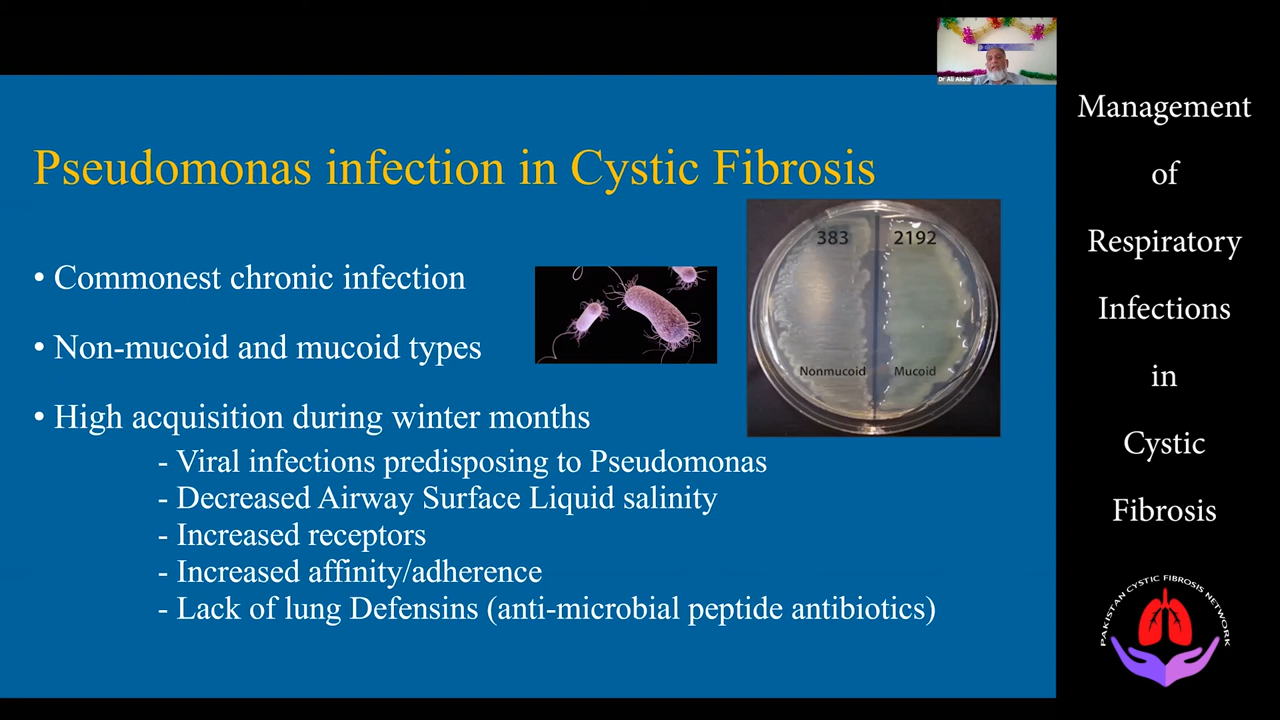 Dr Ali Akbar
Pseudomonas infection in Cystic Fibrosis
• Commonest chronic infection
• Non-mucoid and mucoid types
• High acquisition during winter months
- Viral infections predisposing to Pseudomonas
- Decreased Airway Surface Liquid salinity
- Increased receptors
- Increased affinity/adherence
- Lack of lung Defensins (anti-microbial peptide antibiotics)
383
2192
Nonmucoid
Mucoid
Management
of
Respiratory
Infections
in
Cystic
Fibrosis
PAKISTAN CYSTIC FIBROSIS NETWORK